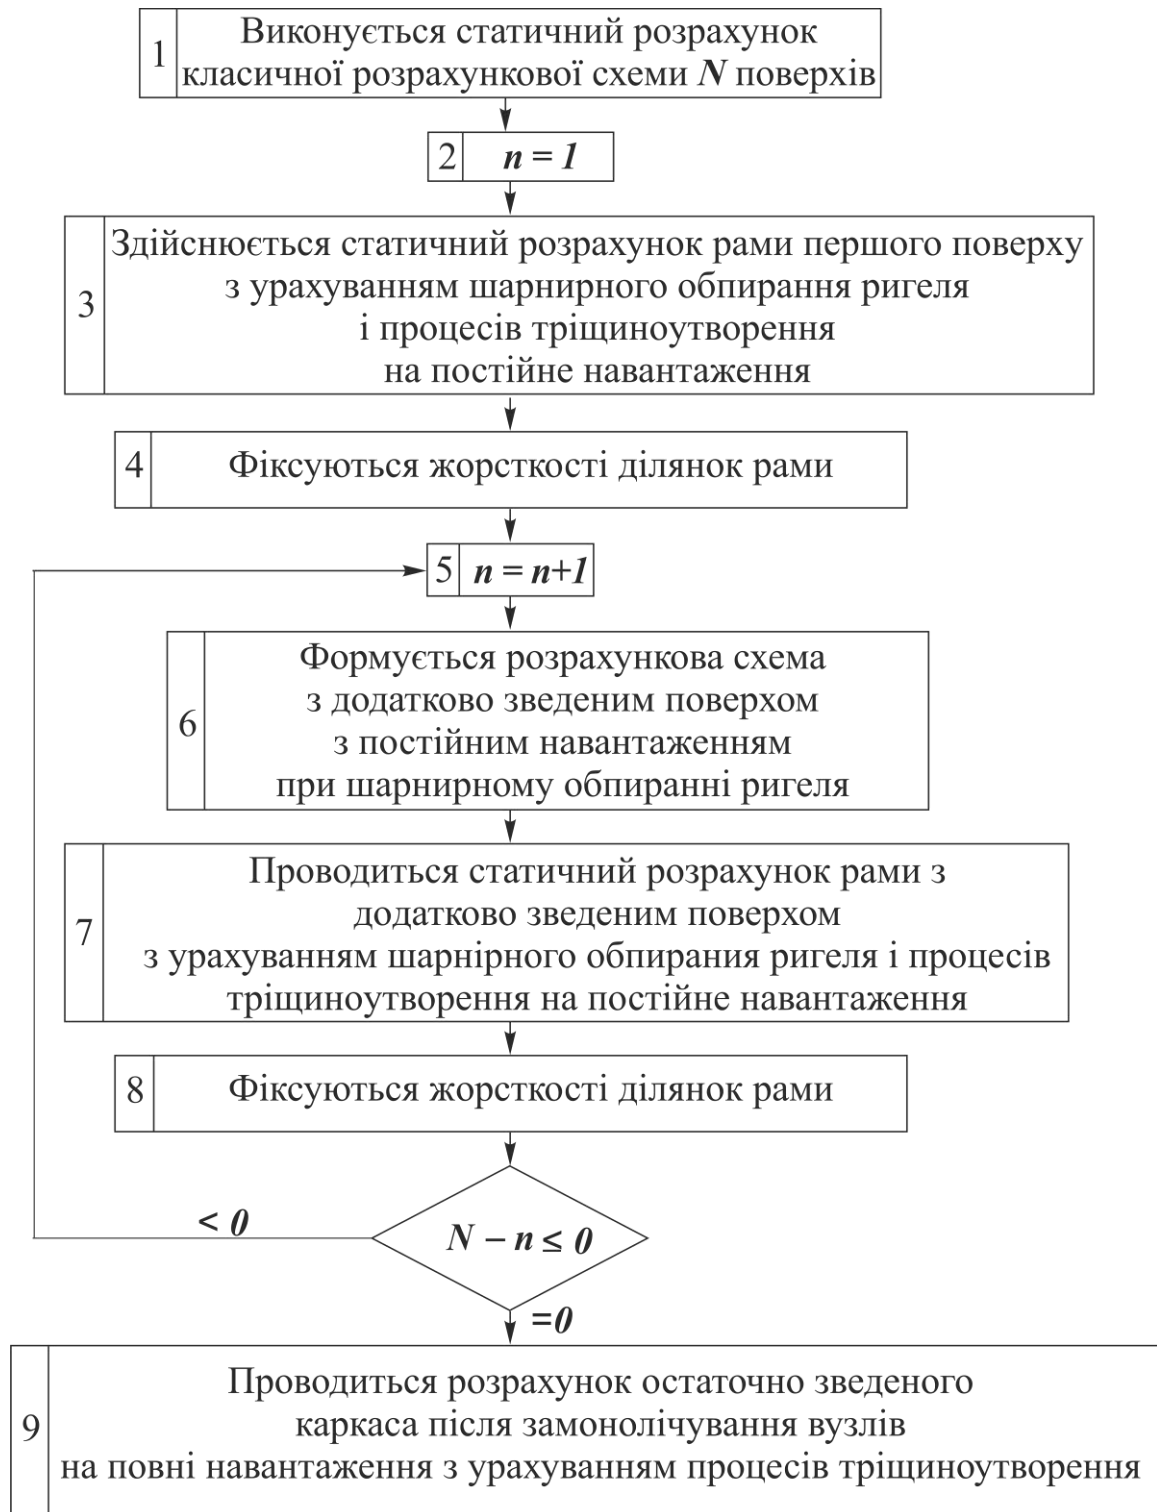 1
Виконується статичний розрахунок
класичної розрахункової схеми N поверхів
2
n = 1
3
Здійснюється статичний розрахунок рами першого поверху
з урахуванням шарнирного обпирання ригеля
і процесів тріщиноутворення
на постійне навантаження
4
Фіксуються жорсткості ділянок рами
5
n = n+1
6
Формується розрахункова схема
з додатково зведеним поверхом
з постійним навантаженням
при шарнирному обпиранні ригеля
7
Проводиться статичний розрахунок рами з
додатково зведеним поверхом
з урахуванням шарнірного обпирания ригеля і процесів
тріщиноутворення на постійне навантаження
8
Фіксуються жорсткості ділянок рами
< 0
N – n ≤ 0
=0
9
Проводиться розрахунок остаточно зведеного
каркаса після замонолічування вузлів
на повні навантаження з урахуванням процесів тріщиноутворення